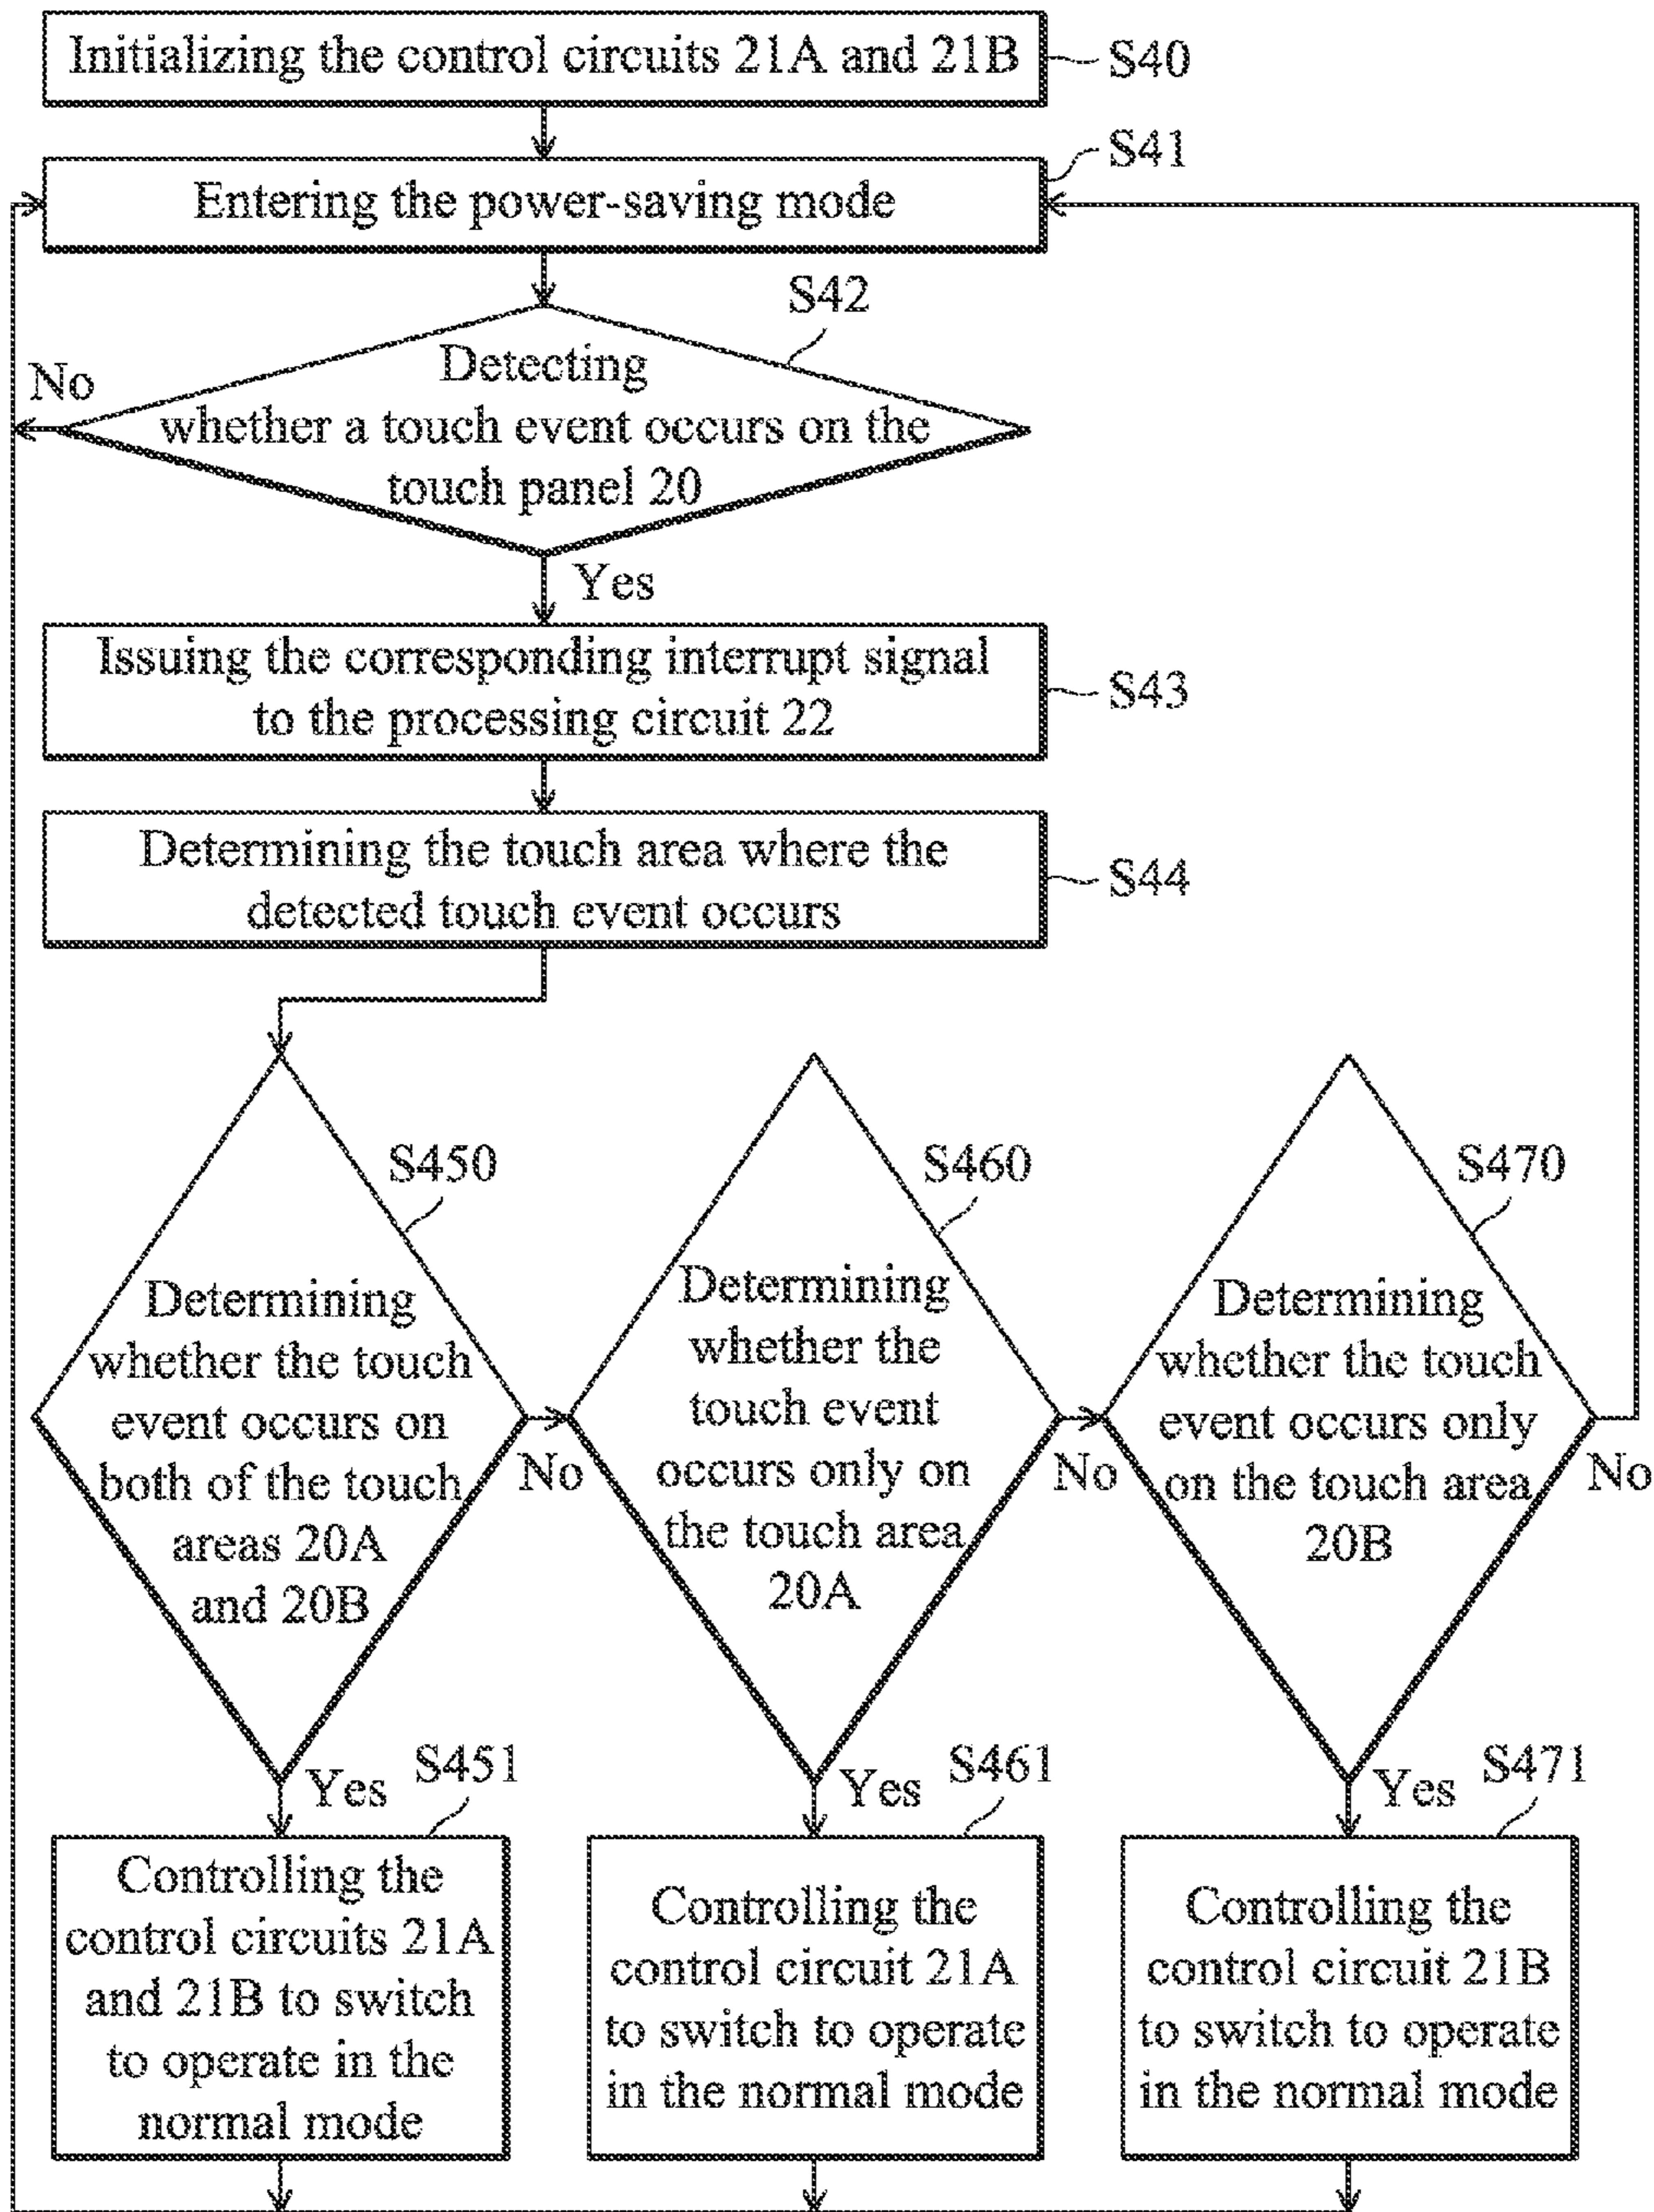 Initializing the control circuits 21A and 21B
S40
S41
Entering the power-saving mode
S42
No
Detecting
whether a touch event occurs on the
touch panel 20
Yes
Issuing the corresponding interrupt signal
to the processing circuit 22
S43
Determining the touch area where the
detected touch event occurs
S44
S450
Determining
whether the touch
event occurs on
both of the touch
areas 20A
and 20B
No
S460
Determining
whether the
touch event
occurs only on
the touch area
20A
No
S470
Determining
whether the touch
event occurs only
on the touch area
20B
No
Yes
S451
Controlling the
control circuits 21A
and 21B to switch
to operate in the
normal mode
Yes
S461
Controlling the
control circuit 21A
to switch to operate
in the normal mode
Yes
S471
Controlling the
control circuit 21B
to switch to operate
in the normal mode